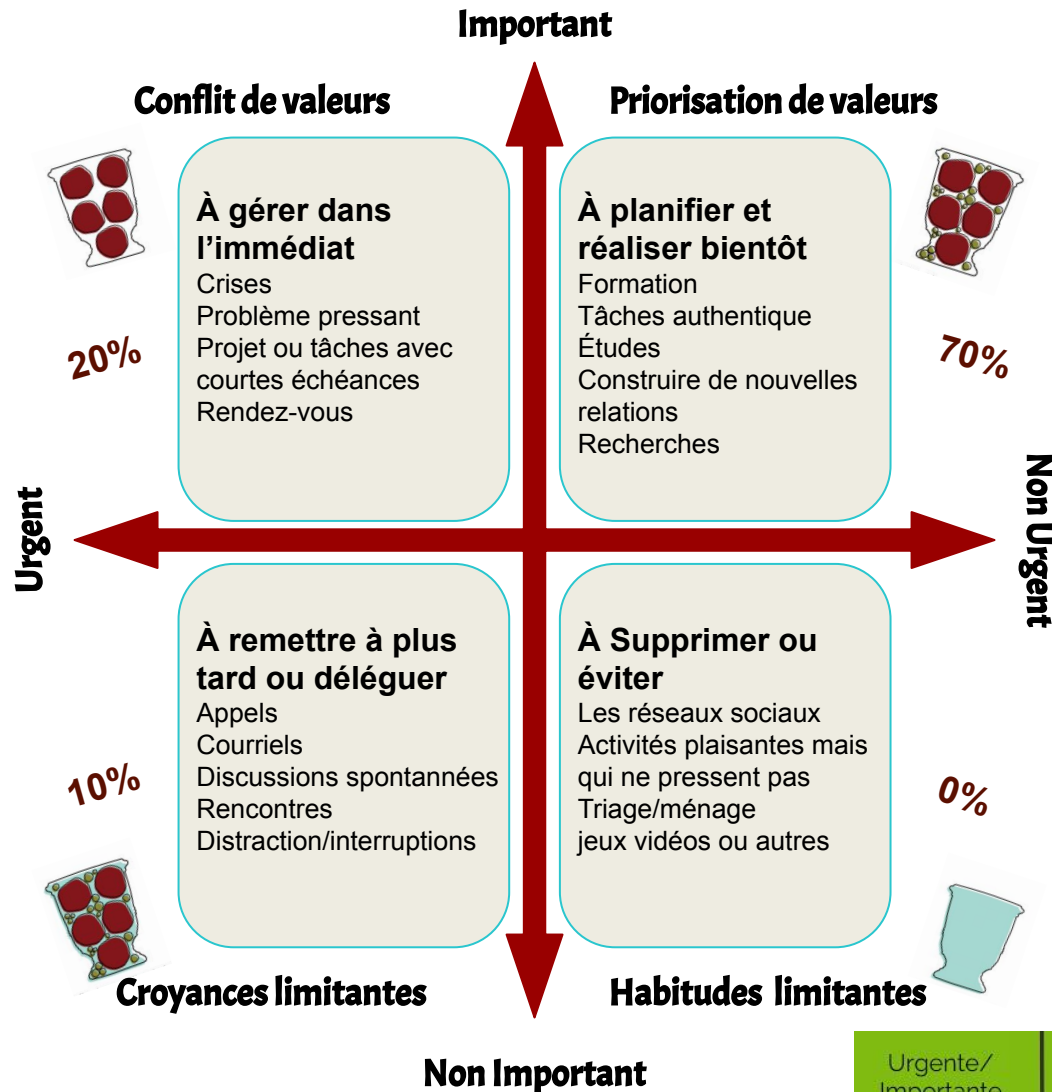 Important
Conflit de valeurs
Priorisation de valeurs
À gérer dans
l’immédiat
Crises
Problème pressant
Projet ou tâches avec
courtes échéances
Rendez-vous
À planifier et
réaliser bientôt
Formation
Tâches authentique
Études
Construire de nouvelles
relations
Recherches
20%
70%
Urgent
Non Urgent
À remettre à plus
tard ou déléguer
Appels
Courriels
Discussions spontannées
Rencontres
Distraction/interruptions
À Supprimer ou
éviter
Les réseaux sociaux
Activités plaisantes mais
qui ne pressent pas
Triage/ménage
jeux vidéos ou autres
10%
0%
Croyances limitantes
Habitudes limitantes
Non Important
Urgente/
Importante